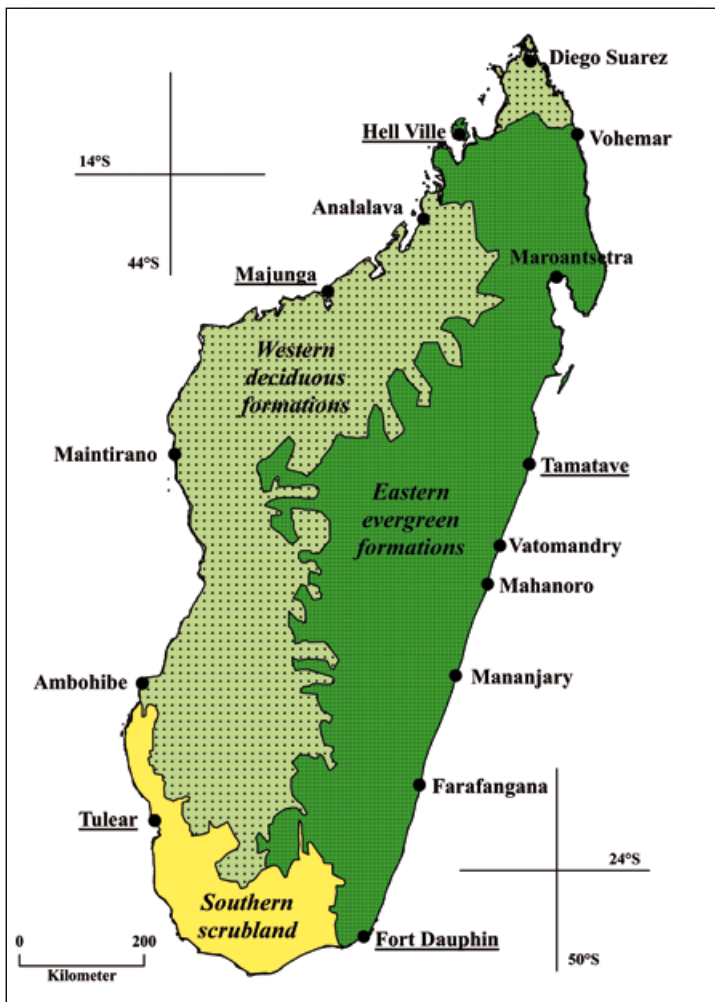 Diego Suarez
Hell Ville
Vohemar
14°S
Analalava
44°S
Maroantsetra
Majunga
Western
deciduous
formations
Maintirano
Tamatave
Eastern
evergreen
formations
Vatomandry
Mahanoro
Ambohibe
Mananjary
Farafangana
Tulear
24°S
Southern
scrubland
Fort Dauphin
0 200
Kilometer
50°S